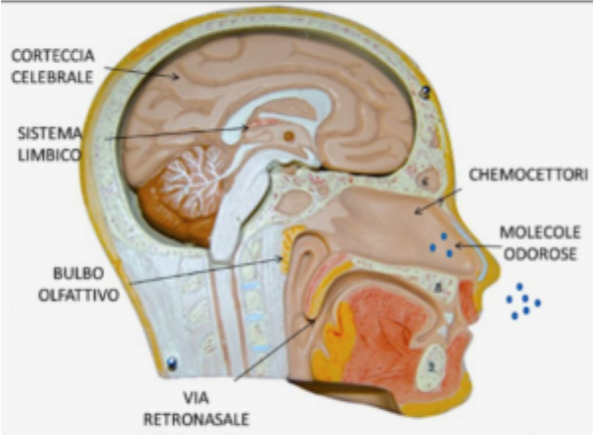 CORTECCIA
CELEBRALE
SISTEMA
LIMBICO
CHEMOCETTORI
MOLECOLE
ODOROSE
BULBO
OLFATTIVO
VIA
RETRONASALE